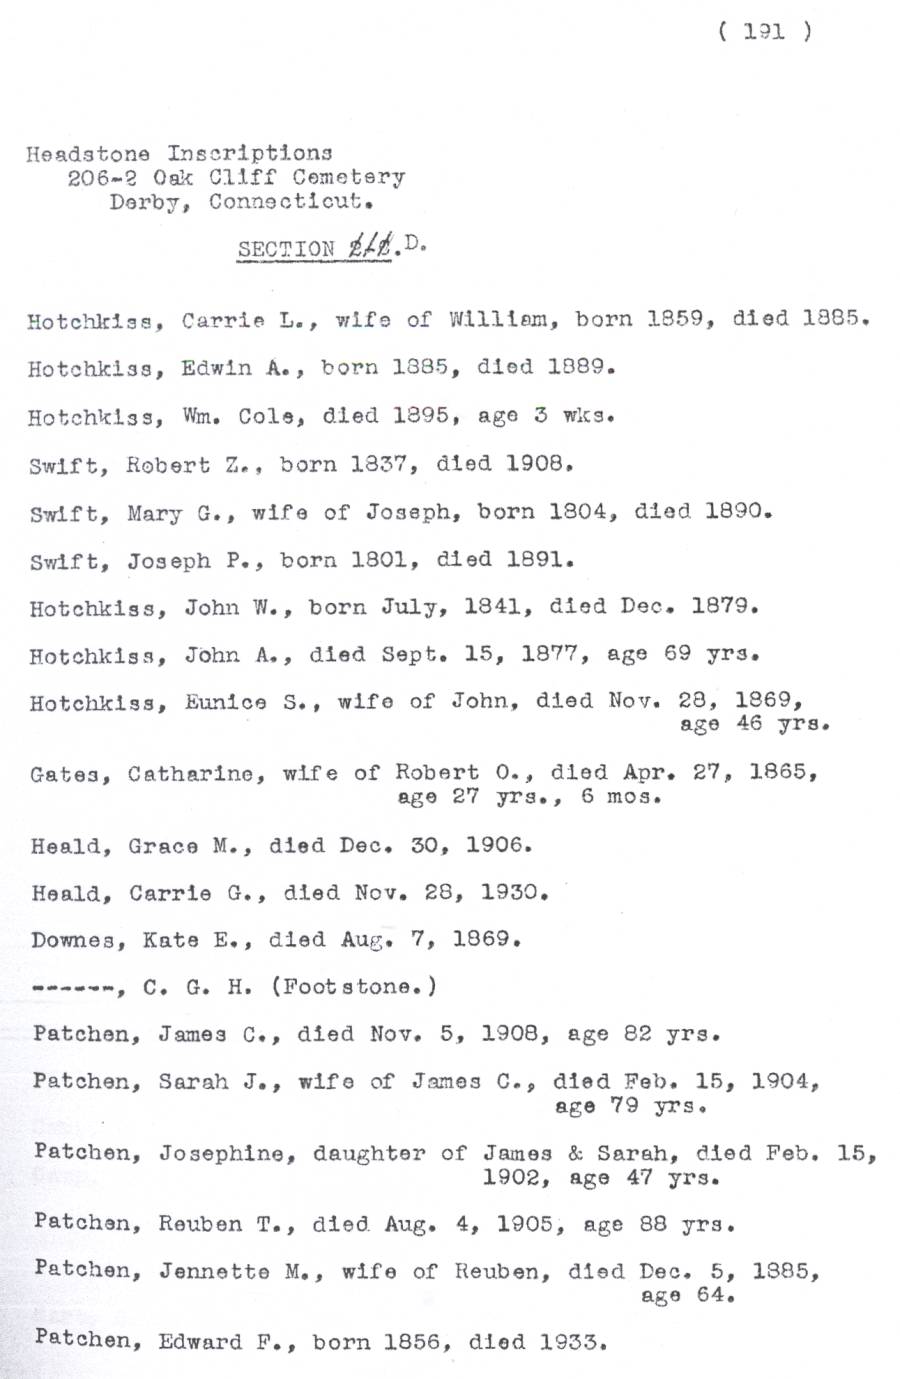 ( 191 )
Headstone Inscriptions
206-2 Oak Cliff Cemetery
Derby, Connecticut.
SECTION .D.
Hotchkiss, Carrie L., wife of William, born 1859, died 1885.
Hotchkiss, Edwin A., born 1885, died 1889.
Hotchkiss, Wm. Cole, died 1895, age 3 wks.
Swift, Robert Z., born 1837, died 1908.
Swift, Mary G., wife of Joseph, born 1804, died 1890.
Swift, Joseph P., born 1801, died 1891.
Hotchkiss, John W., born July, 1841, died Dec. 1879.
Hotchkiss, John A., died Sept. 15, 1877, age 69 yrs.
Hotchkiss, Eunice S., wife of John, died Nov. 28, 1869,
age 46 yrs.
Gates, Catharine, wife of Robert O., died Apr. 27, 1865,
age 27 yrs., 6 mos.
Heald, Grace M., died Dec. 30, 1906.
Heald, Carrie G., died Nov. 28, 1930.
Downes, Kate E., died Aug. 7, 1869.
------, C. G. H. (Footstone.)
Patchen, James C., died Nov. 5, 1908, age 82 yrs.
Patchen, Sarah J., wife of James C., died Feb. 15, 1904,
age 79 yrs.
Patchen, Josephine, daughter of James & Sarah, died Feb. 15,
1902, age 47 yrs.
Patchen, Reuben T., died Aug. 4, 1905, age 88 yrs.
Patchen, Jennette M., wife of Reuben, died Dec. 5, 1885,
age 64.
Patchen, Edward F., born 1856, died 1933.